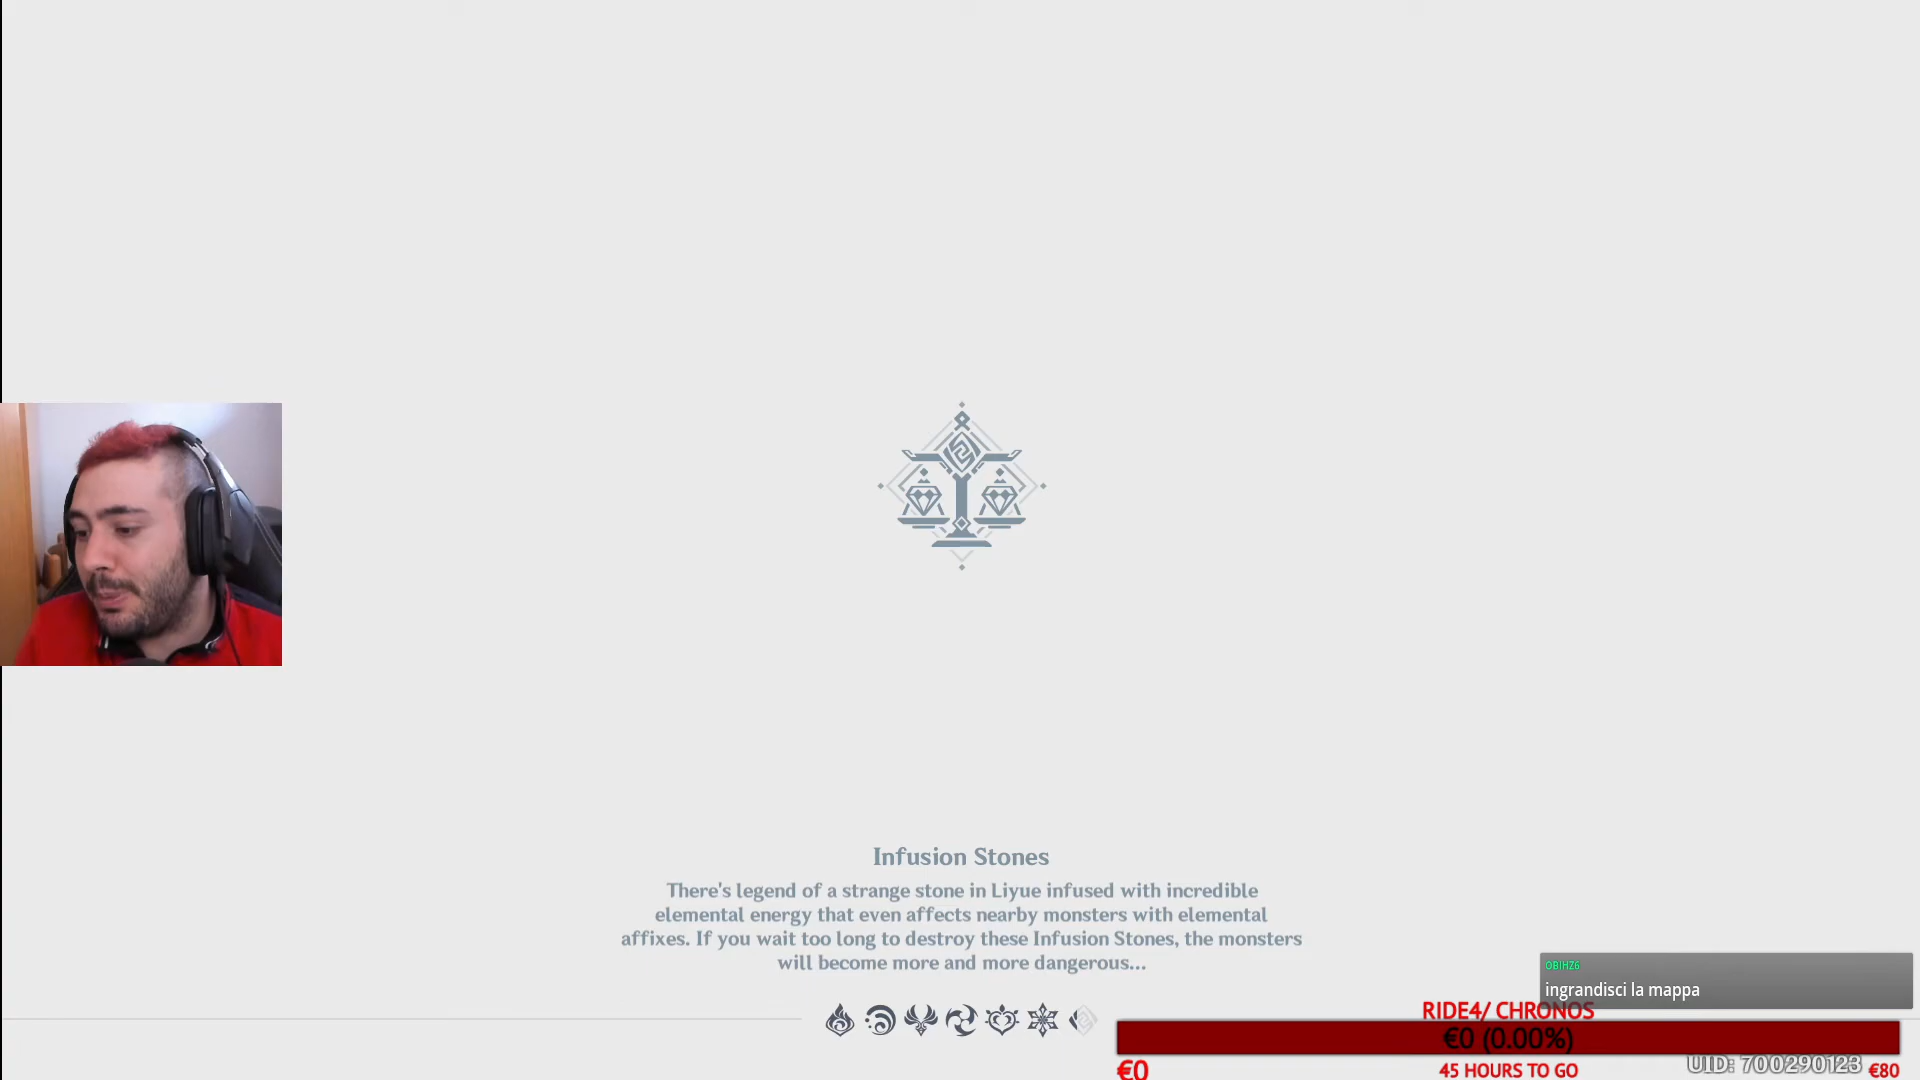 Infusion Stones
There's legend of a strange stone in Liyue infused with incredible
elemental energy that even affects nearby monsters with elemental
affixes. If you wait too long to destroy these Infusion Stones, the monsters
will become more and more dangerous...
OBIHZ6
ingrandisci la mappa
RIDE4/ CHRONOS
€0 (0.00%)
€0
45 HOURS TO GO
€80
UID: 700290123